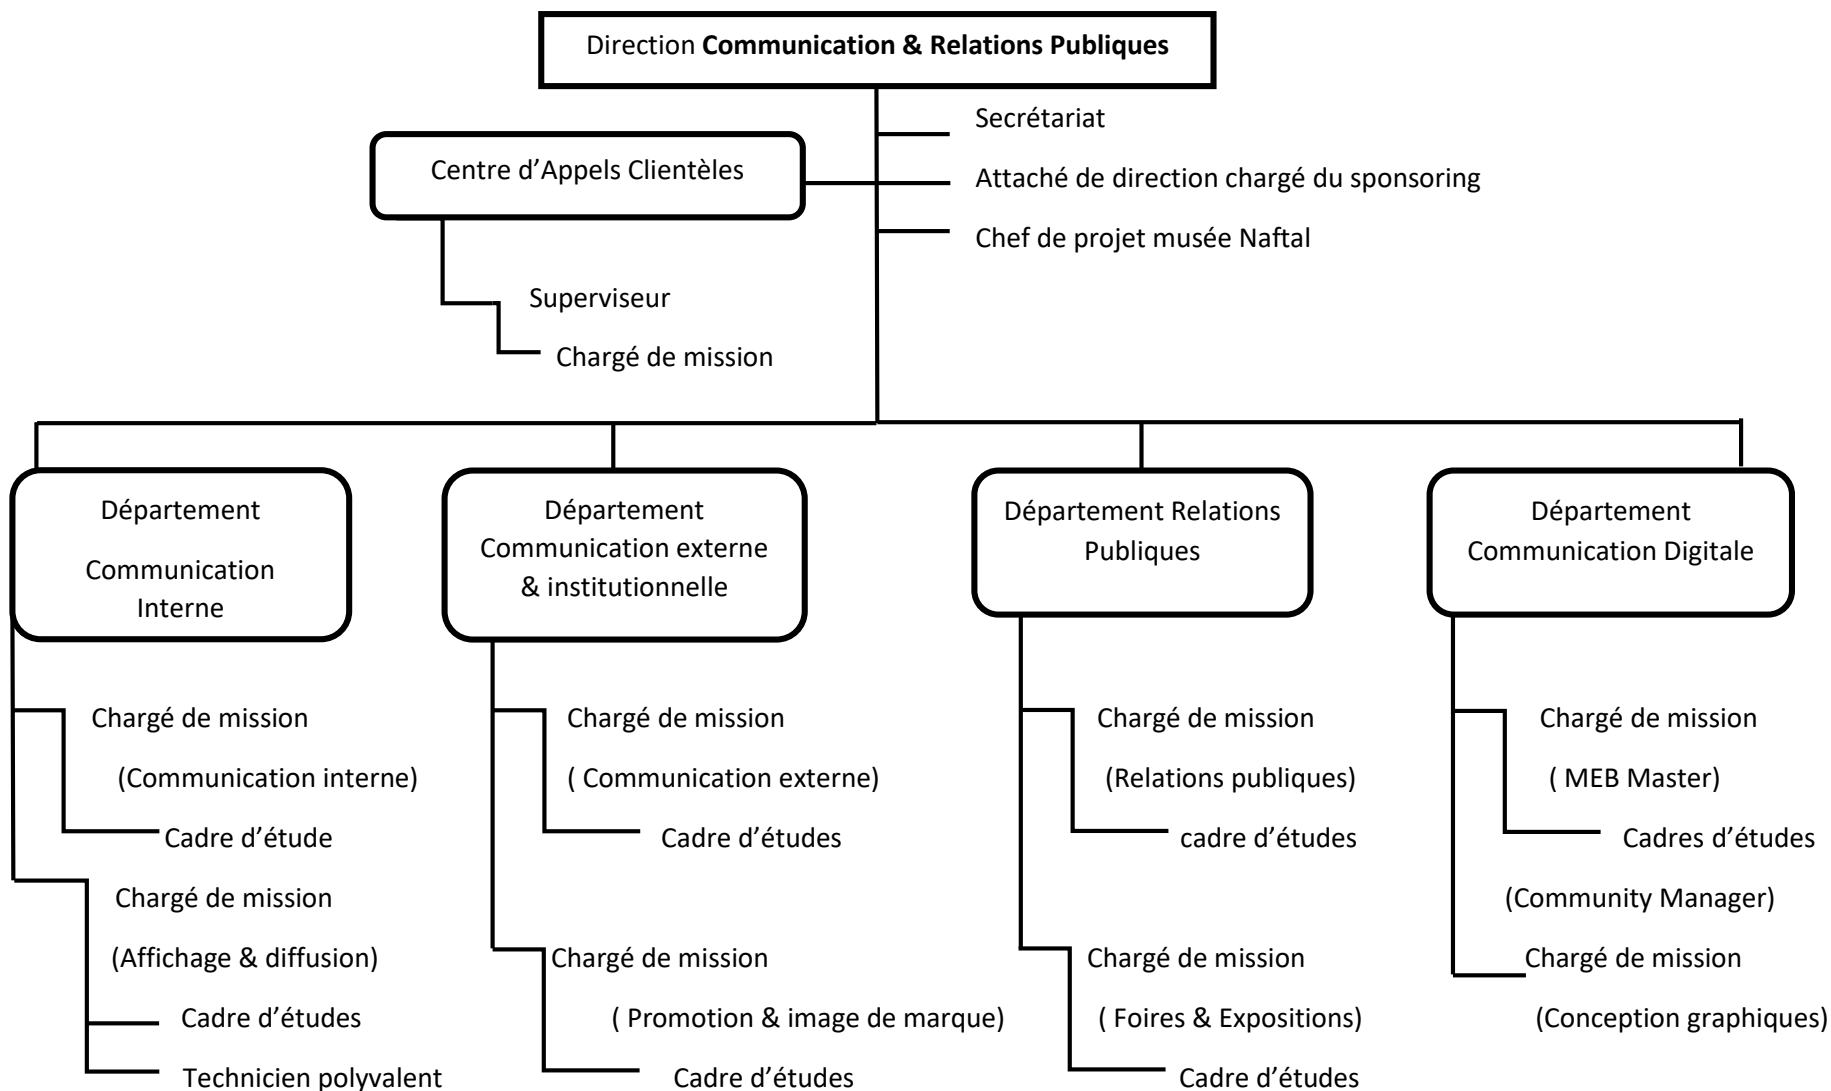 Direction Communication & Relations Publiques
Secrétariat
Centre d’Appels Clientèles
Attaché de direction chargé du sponsoring
Chef de projet musée Naftal
Superviseur
Chargé de mission
Département
Communication
Interne
Chargé de mission
(Communication interne)
Cadre d’étude
Chargé de mission
(Affichage & diffusion)
Cadre d’études
Technicien polyvalent
Département
Communication externe
& institutionnelle
Chargé de mission
( Communication externe)
Cadre d’études
Chargé de mission
( Promotion & image de marque)
Cadre d’études
Département Relations
Publiques
Chargé de mission
(Relations publiques)
cadre d’études
Chargé de mission
( Foires & Expositions)
Cadre d’études
Département
Communication Digitale
Chargé de mission
( MEB Master)
Cadres d’études
(Community Manager)
Chargé de mission
(Conception graphiques)